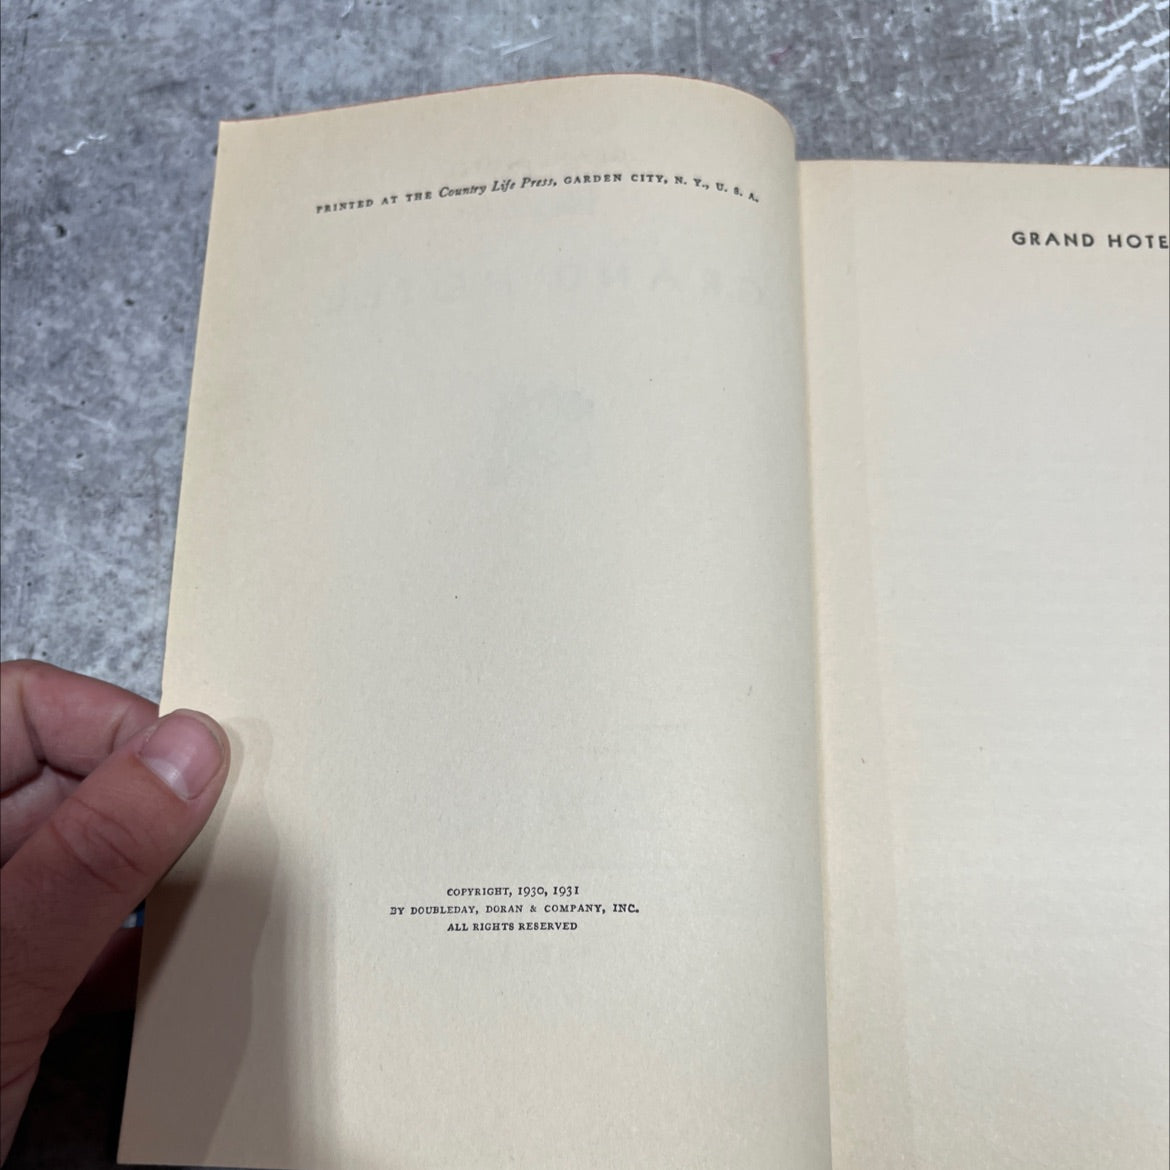 PRINTED AT THE Country Life Press, GARDEN CITY, N. Y., U. S. A.
GRAND HOTE
COPYRIGHT, 1930, 1931
BY DOUBLEDAY, DORAN & COMPANY, INC.
ALL RIGHTS RESERVED